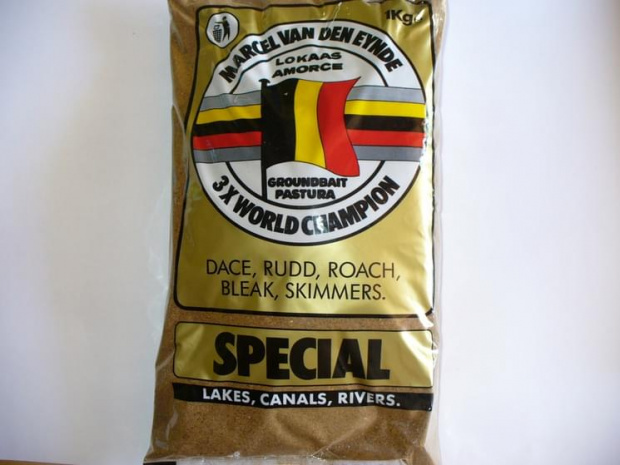 1Kg
MARCEL VAN DEN EYNDE
LOKAAS
AMORCE
GROUNDBAIT
PASTURA
3X WORLD CHAMPION
DACE, RUDD, ROACH,
BLEAK, SKIMMERS.
SPECIAL
LAKES, CANALS, RIVERS.